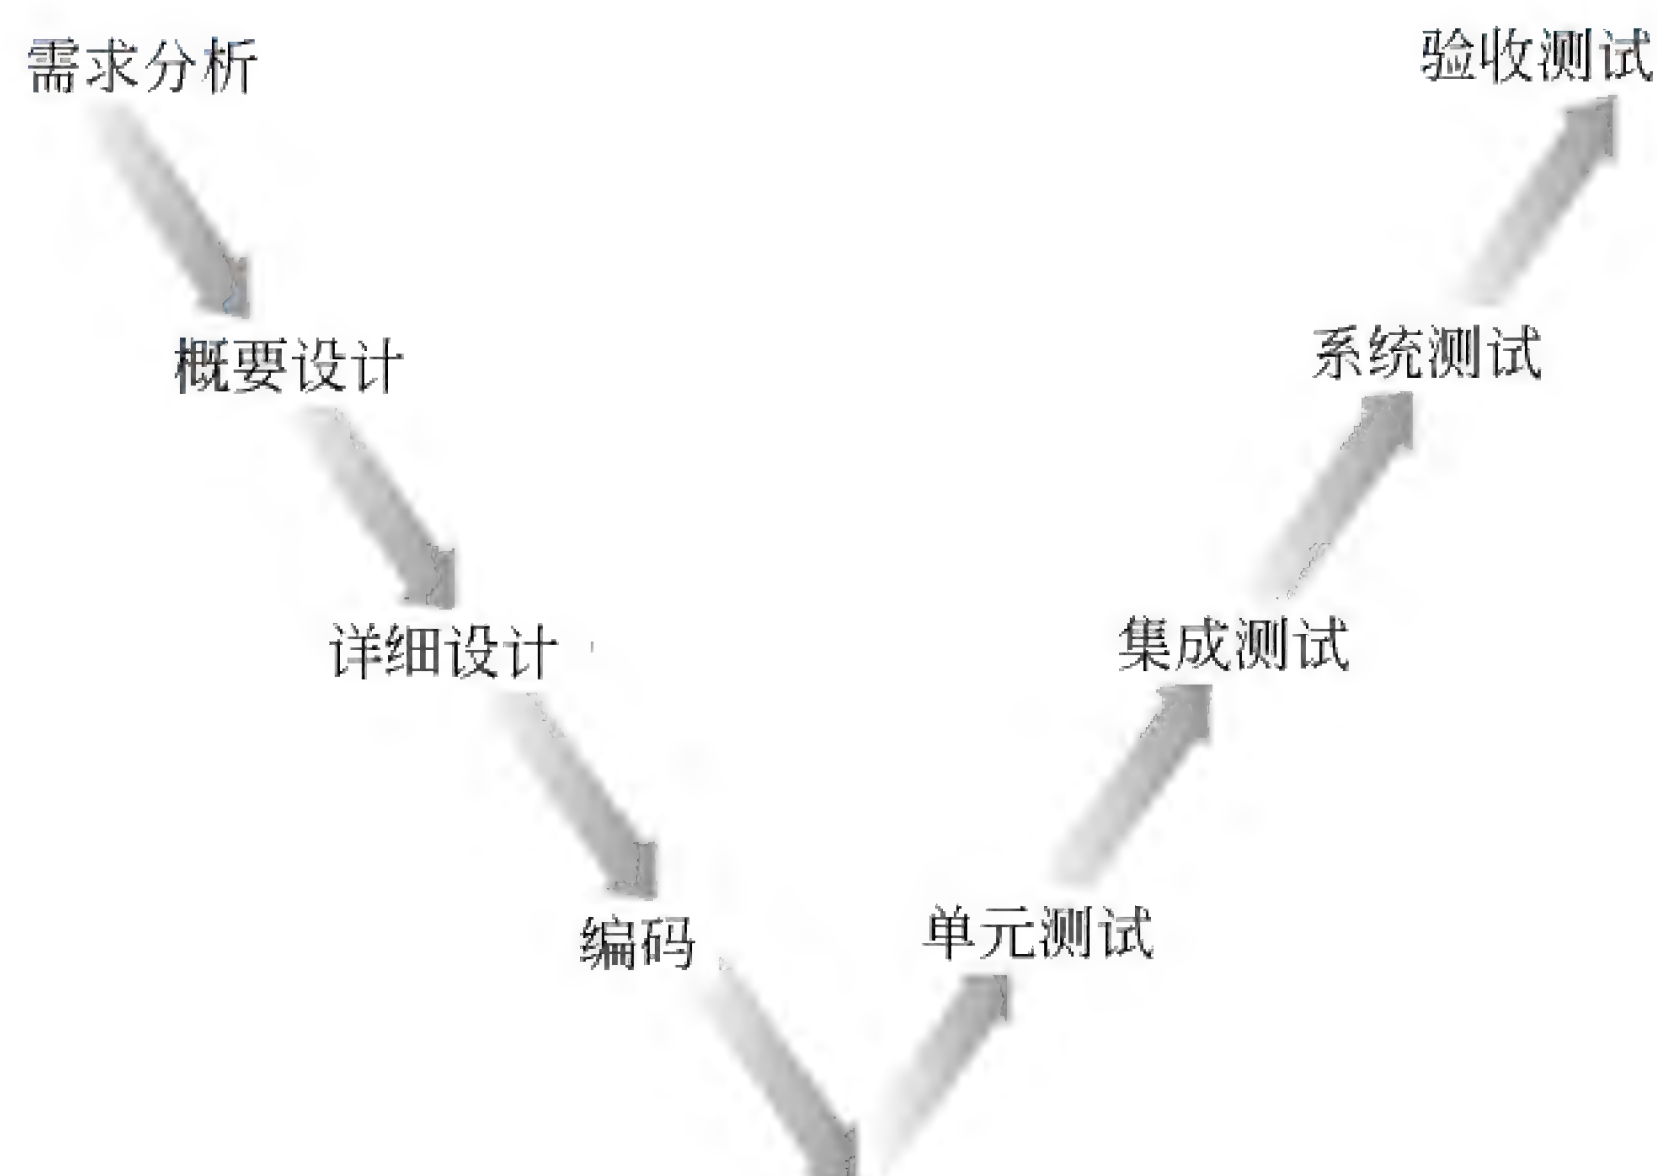 需求分析
验收测试
概要设计
系统测试
详细设计
集成测试
编码
单元测试